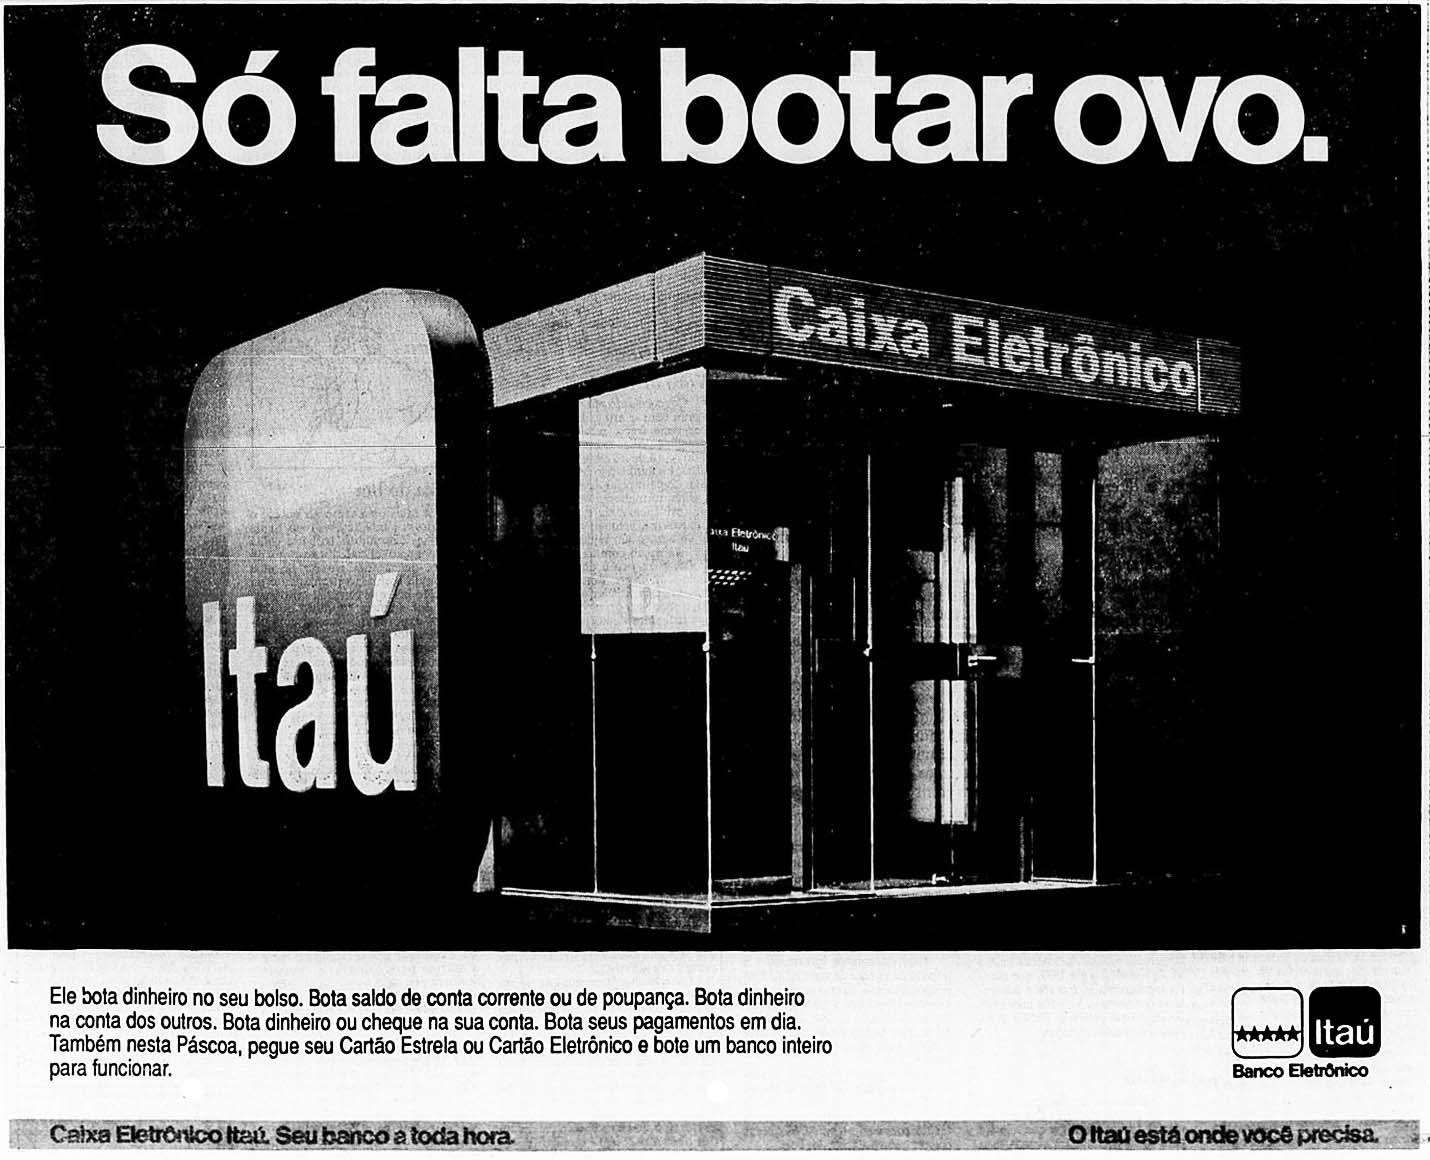 Só falta botar ovo.
Caixa Eletrônico
aixa Eletrônico
Itaú
Itaú
Ele bota dinheiro no seu bolso. Bota saldo de conta corrente ou de poupança. Bota dinheiro
na conta dos outros. Bota dinheiro ou cheque na sua conta. Bota seus pagamentos em dia.
Também nesta Páscoa, pegue seu Cartão Estrela ou Cartão Eletrônico e bote um banco inteiro
para funcionar.
Itaú
Banco Eletrônico
Caixa Eletrônico Itaú. Seu banco a toda hora.
O Itaú está onde você precisa.